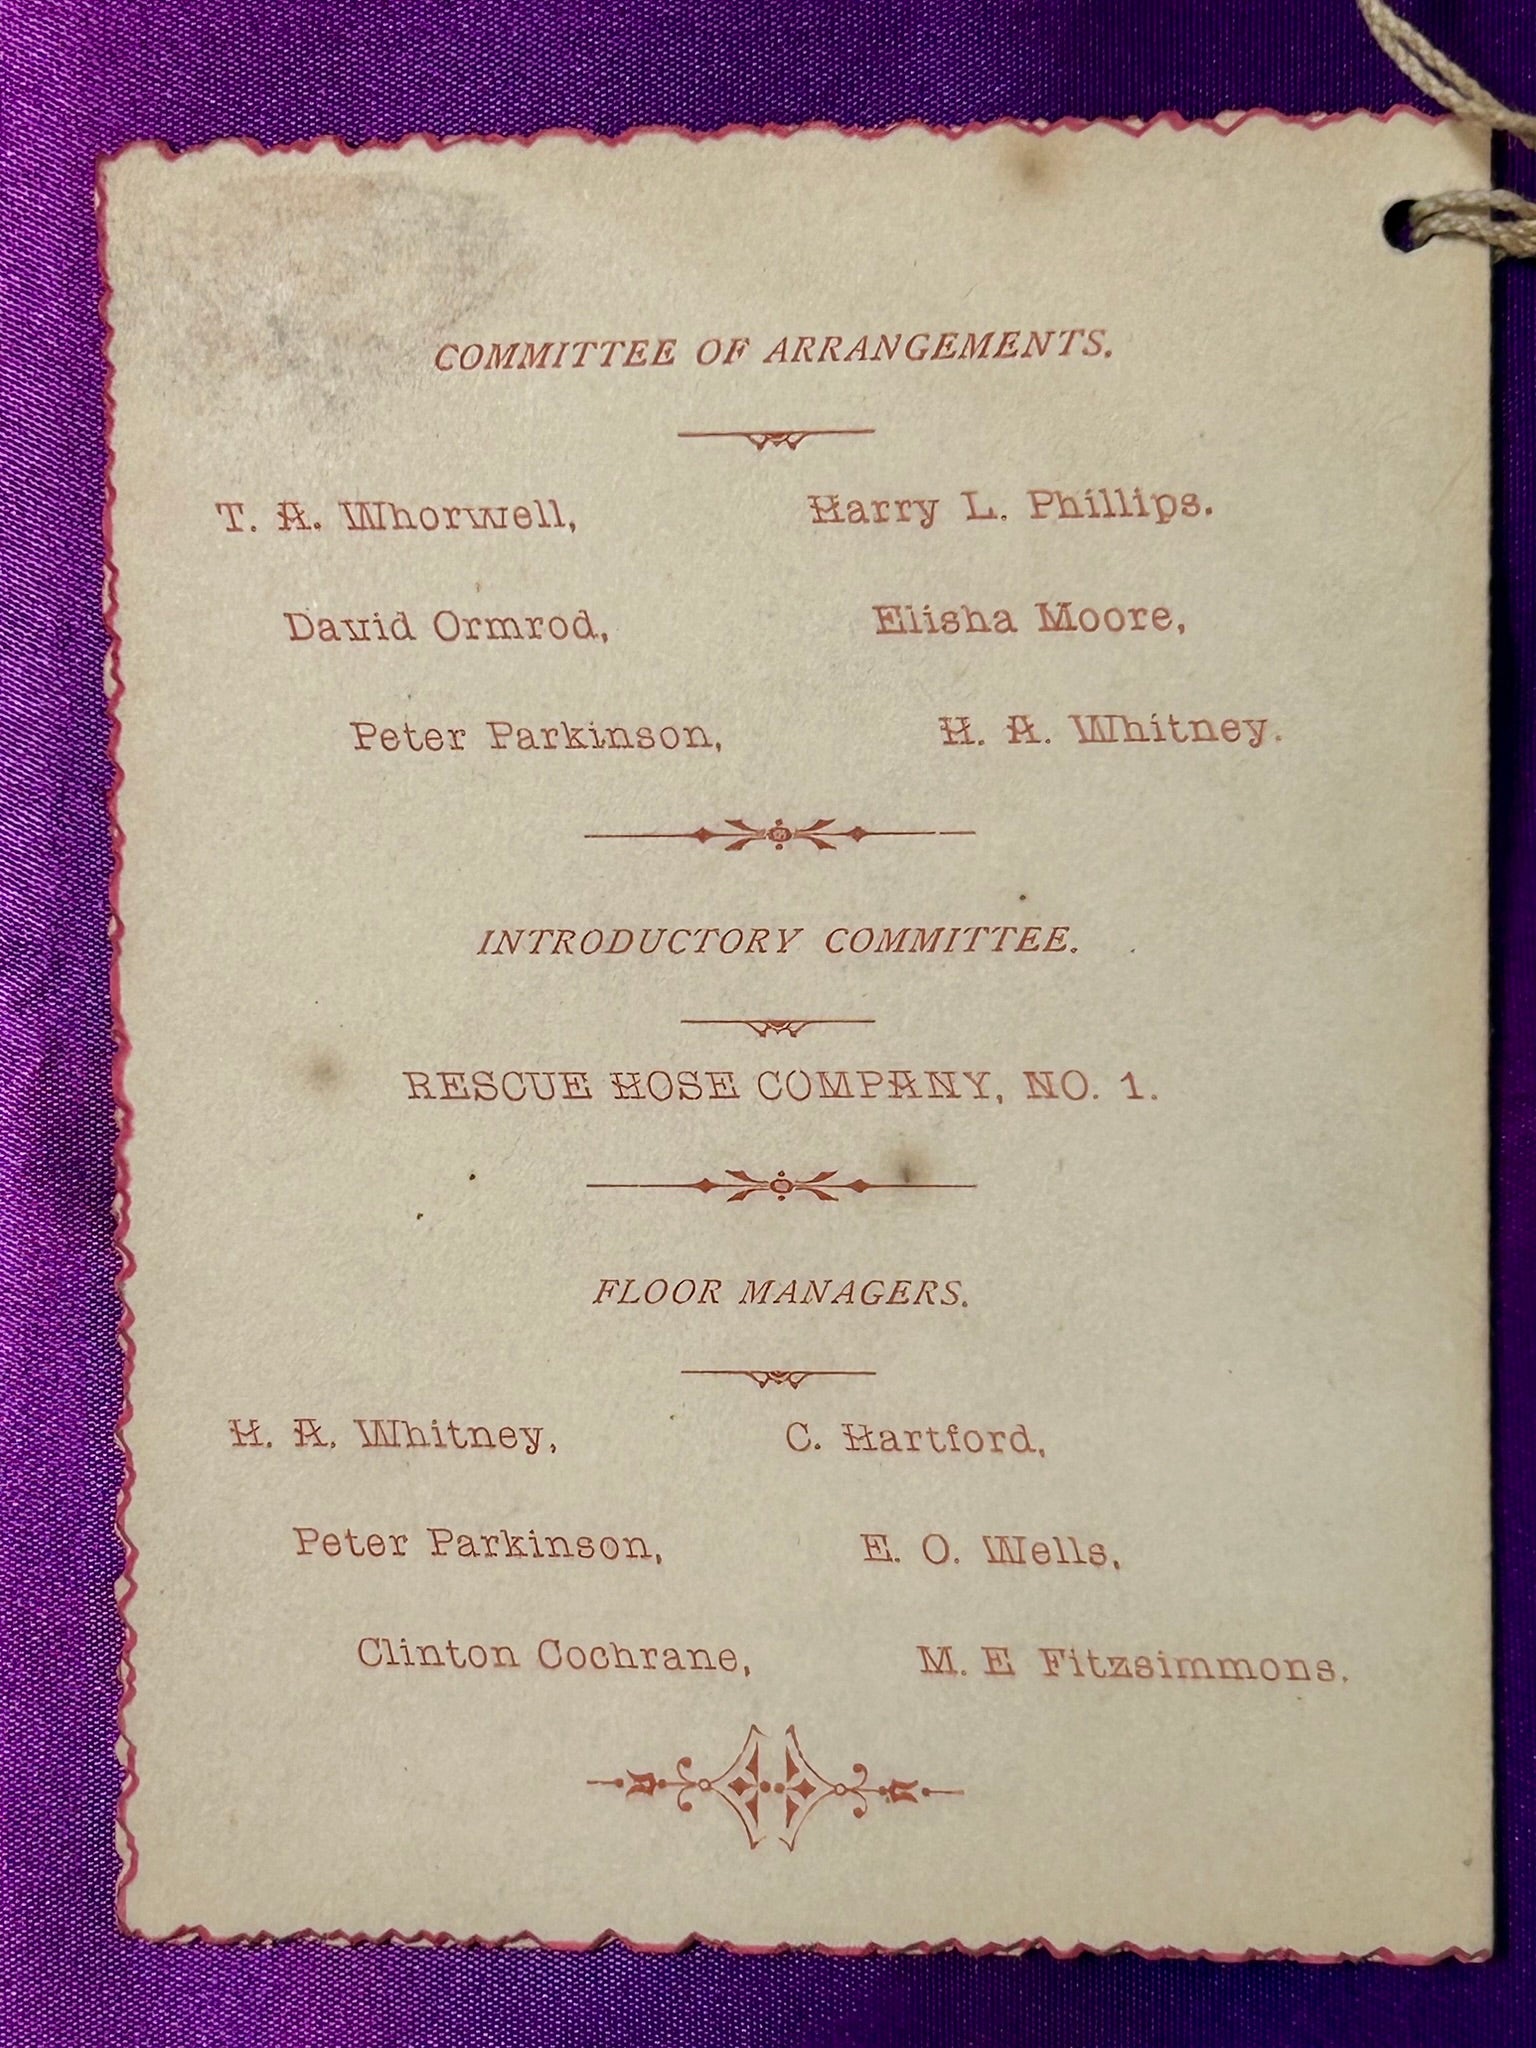 COMMITTEE OF ARRANGEMENTS.
T. A. Whorwell, Harry L. Phillips.
David Ormrod, Elisha Moore,
Peter Parkinson, H. A. Whitney.
INTRODUCTORY COMMITTEE.
RESCUE HOSE COMPANY, NO. 1.
FLOOR MANAGERS.
H. A. Whitney, C. Hartford,
Peter Parkinson, E. O. Wells,
Clinton Cochrane, M. E Fitzsimmons.